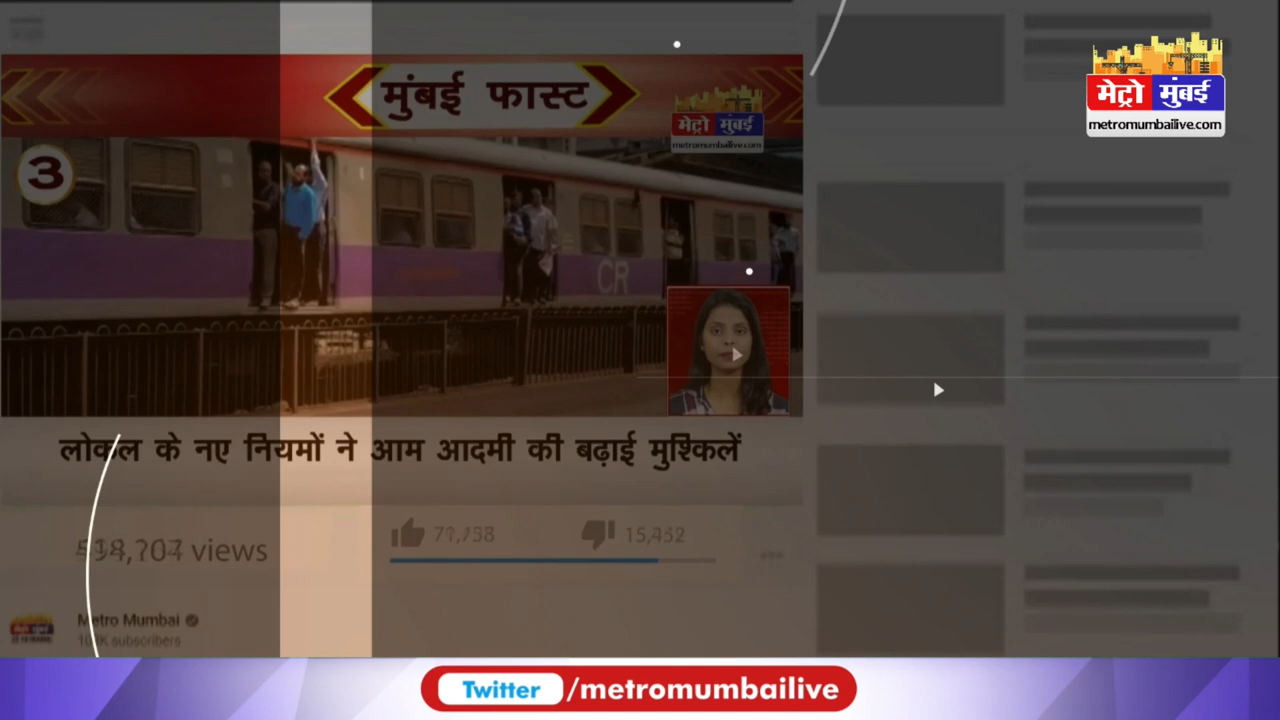 मुंबई फास्ट
मेट्रो मुंबई
metromumbailive.com
मेट्रो मुंबई
metromumbailive.com
3
CR
लोकल के नए नियमों ने आम आदमी की बढ़ाई मुश्किलें
views
Metro Mumbai
subscribers
Twitter /metromumbailive